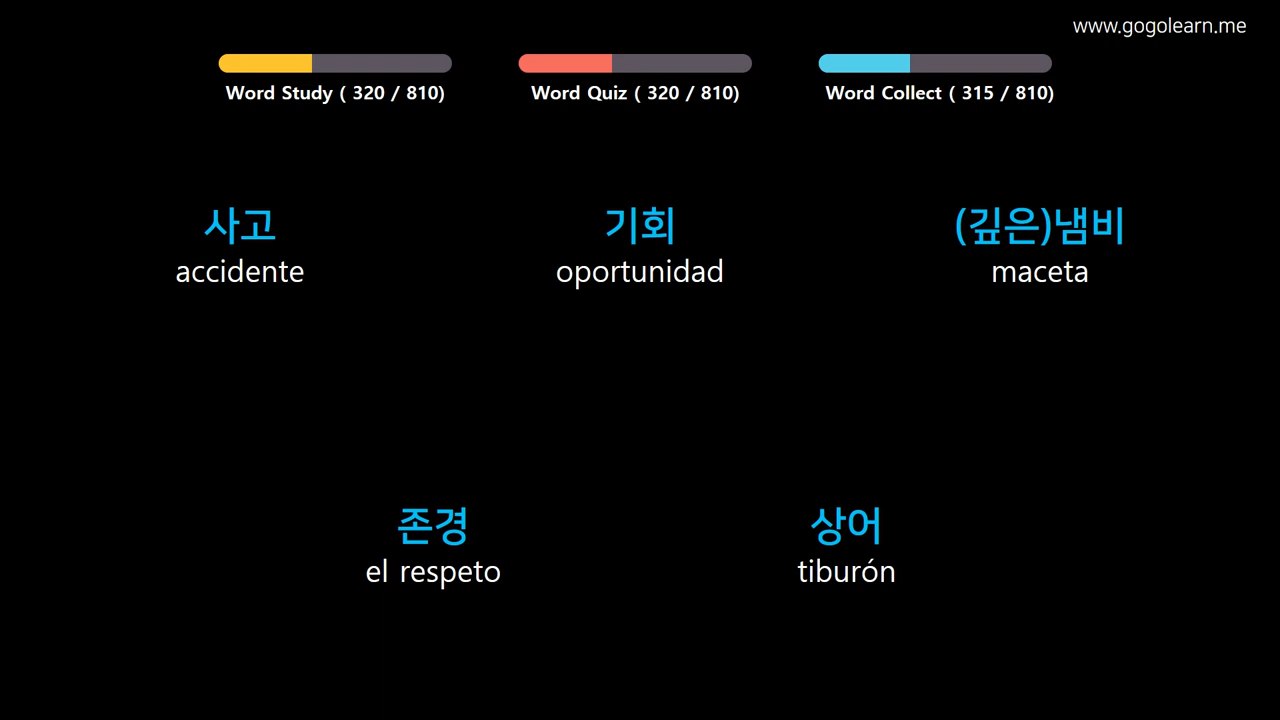 www.gogolearn.me
Word Study ( 320 / 810)
Word Quiz ( 320 / 810)
Word Collect ( 315 / 810)
사고
accidente
기회
oportunidad
(깊은)냄비
maceta
존경
el respeto
상어
tiburón